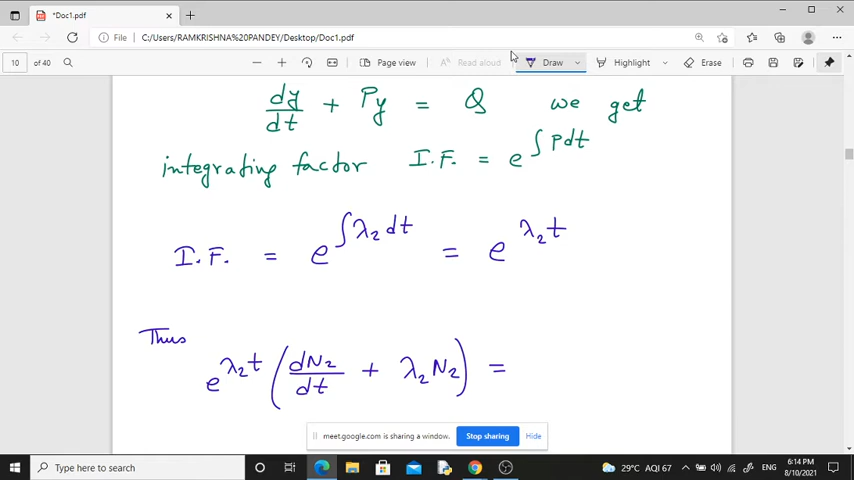 *Doc1.pdf
File C:/Users/RAMKRISHNA%20PANDEY/Desktop/Doc1.pdf
10 of 40 Page view Read aloud Draw Highlight Erase
dy/dt + Py = Q we get
integrating factor I.F. = e^∫Pdt
I.F. = e^∫λ₂dt = e^λ₂t
Thus
e^λ₂t (dN₂/dt + λ₂N₂) =
meet.google.com is sharing a window. Stop sharing Hide
Type here to search 29°C AQI 67 ENG 6:14 PM
8/10/2021